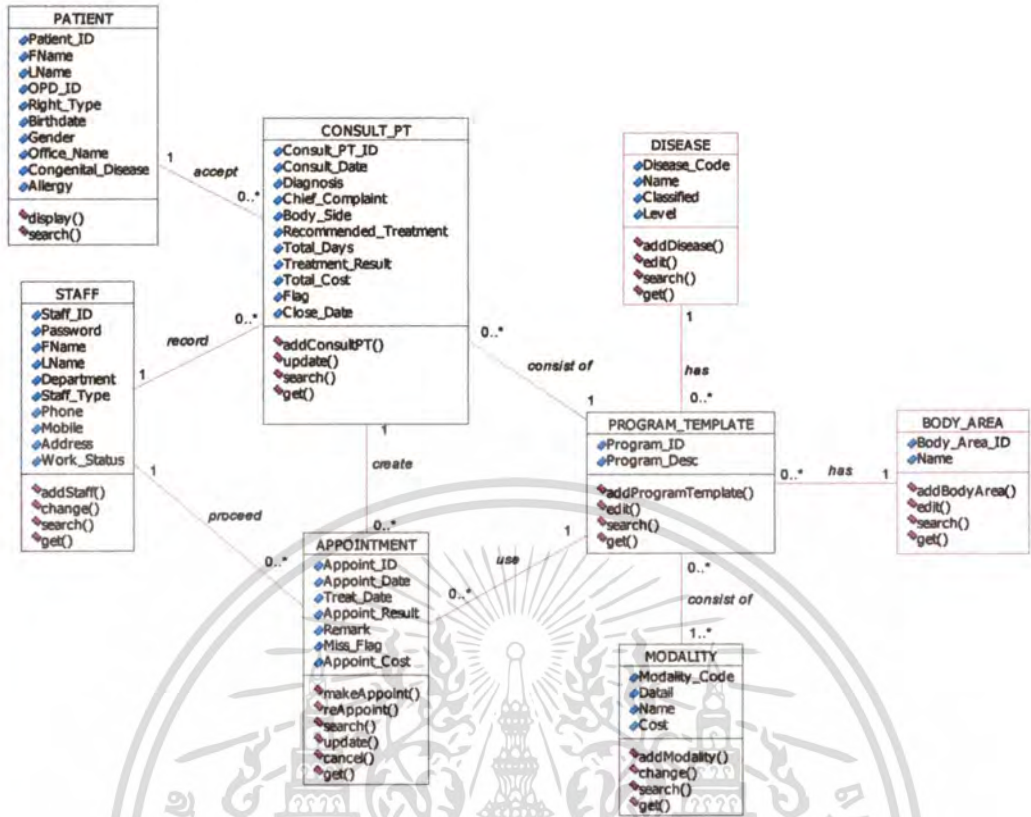 PATIENT
Patient_ID
FName
LName
OPD_ID
Right_Type
Birthdate
Gender
Office_Name
Congenital_Disease
Allergy
display()
search()
1
accept
0..*
CONSULT_PT
Consult_PT_ID
Consult_Date
Diagnosis
Chief_Complaint
Body_Side
Recommended_Treatment
Total_Days
Treatment_Result
Total_Cost
Flag
Close_Date
addConsultPT()
update()
search()
get()
DISEASE
Disease_Code
Name
Classified
Level
addDisease()
edit()
search()
get()
STAFF
Staff_ID
Password
FName
LName
Department
Staff_Type
Phone
Mobile
Address
Work_Status
addStaff()
change()
search()
get()
0..*
record
1
0..*
consist of
1
1
has
0..*
PROGRAM_TEMPLATE
Program_ID
Program_Desc
addProgramTemplate()
edit()
search()
get()
0..*
has
1
BODY_AREA
Body_Area_ID
Name
addBodyArea()
edit()
search()
get()
1
create
0..*
1
proceed
0..*
APPOINTMENT
Appoint_ID
Appoint_Date
Treat_Date
Appoint_Result
Remark
Miss_Flag
Appoint_Cost
makeAppoint()
reAppoint()
search()
update()
cancel()
get()
1
use
0..*
0..*
consist of
1..*
MODALITY
Modality_Code
Datail
Name
Cost
addModality()
change()
search()
get()